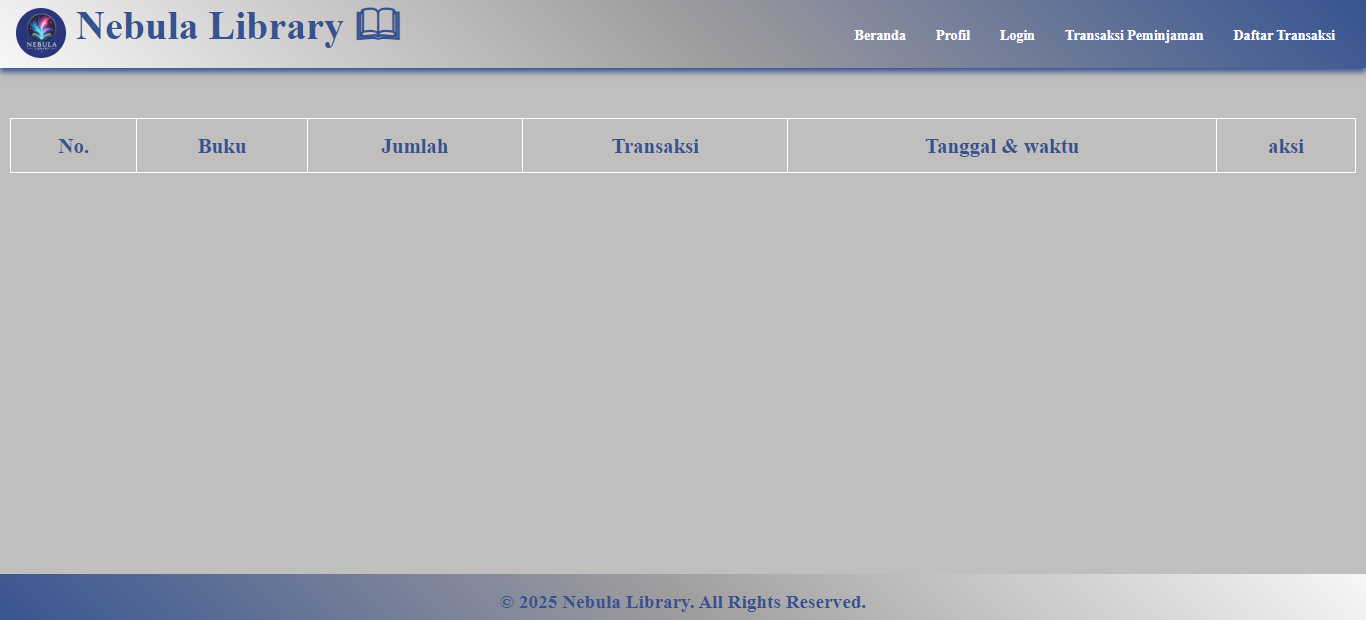 NEBULA
Nebula Library
Beranda Profil Login Transaksi Peminjaman Daftar Transaksi
No. Buku Jumlah Transaksi Tanggal & waktu aksi
© 2025 Nebula Library. All Rights Reserved.